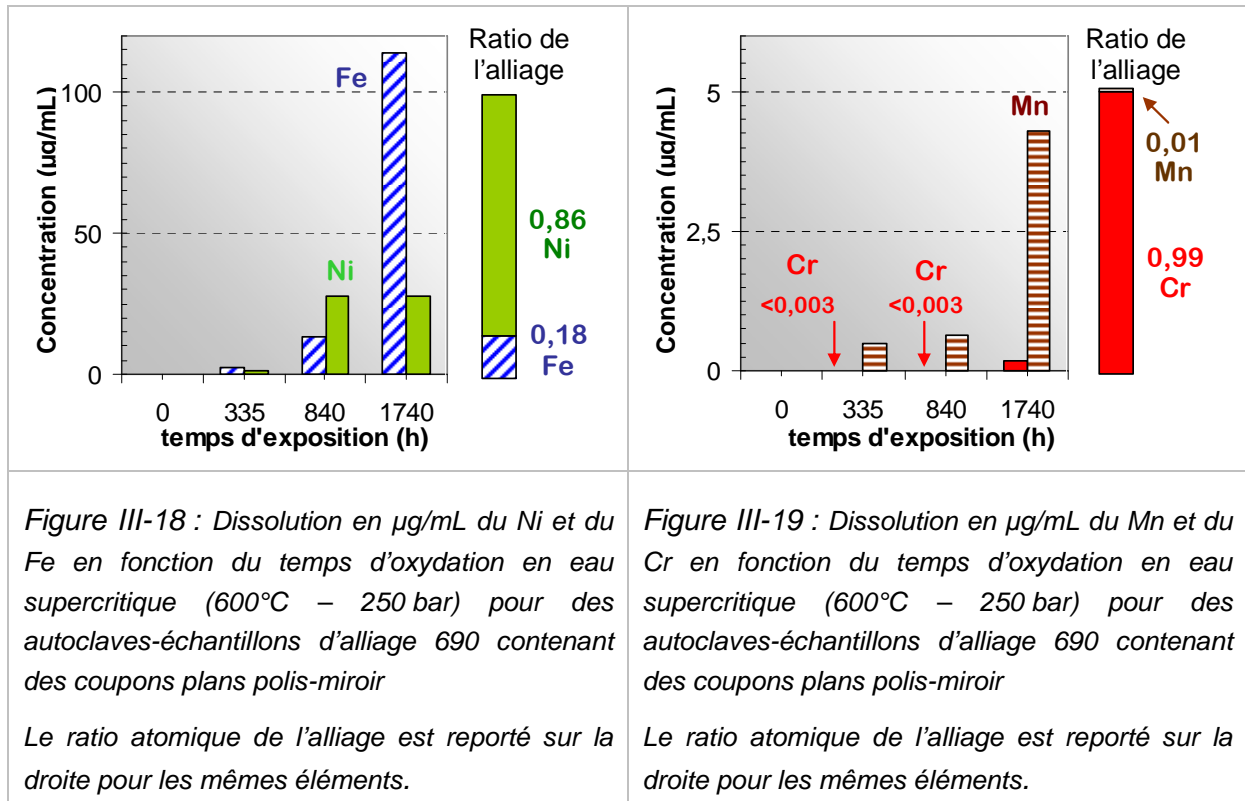 Concentration (µg/mL)
100
50
0
Fe
Ni
0 335 840 1740
temps d'exposition (h)
Ratio de
l'alliage
0,86
Ni
0,18
Fe
Concentration (µg/mL)
5
2,5
0
Cr
<0,003
Cr
<0,003
Mn
0 335 840 1740
temps d'exposition (h)
Ratio de
l'alliage
0,01
Mn
0,99
Cr
Figure III-18 : Dissolution en µg/mL du Ni et du
Fe en fonction du temps d'oxydation en eau
supercritique (600°C – 250 bar) pour des
autoclaves-échantillons d'alliage 690 contenant
des coupons plans polis-miroir
Le ratio atomique de l'alliage est reporté sur la
droite pour les mêmes éléments.
Figure III-19 : Dissolution en µg/mL du Mn et du
Cr en fonction du temps d'oxydation en eau
supercritique (600°C – 250 bar) pour des
autoclaves-échantillons d'alliage 690 contenant
des coupons plans polis-miroir
Le ratio atomique de l'alliage est reporté sur la
droite pour les mêmes éléments.